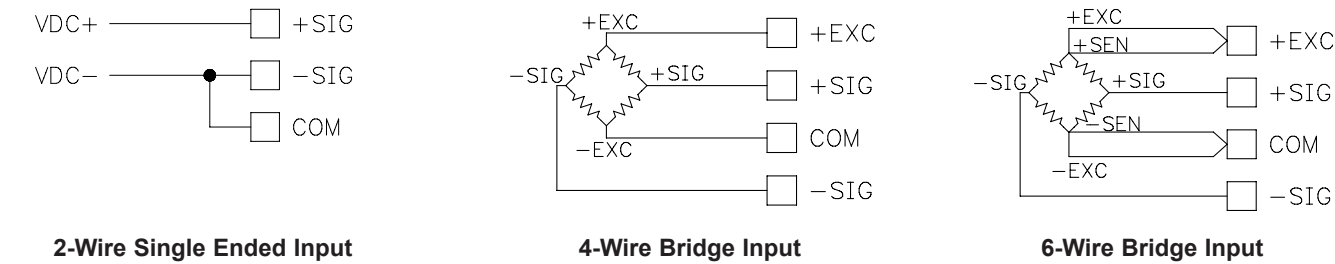 VDC+ +SIG
VDC− −SIG
COM
2-Wire Single Ended Input
+EXC +EXC
−SIG +SIG +SIG
COM
−EXC
−SIG
4-Wire Bridge Input
+EXC
+SEN +EXC
−SIG +SIG +SIG
−SEN COM
−EXC
−SIG
6-Wire Bridge Input